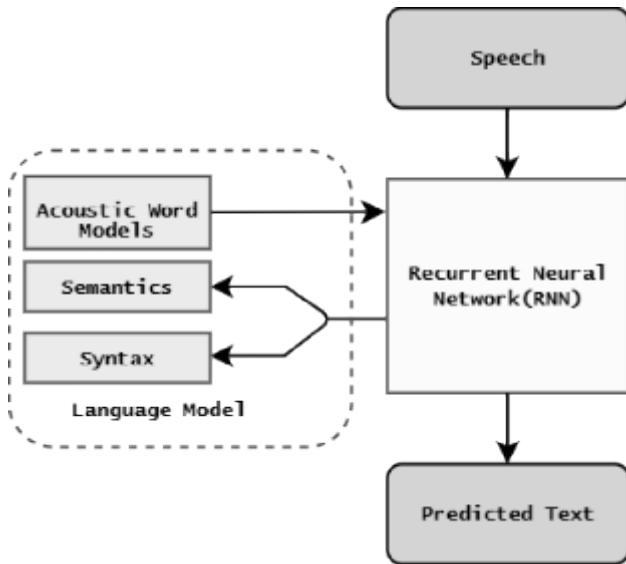 Speech
Acoustic Word
Models
Semantics
Syntax
Language Model
Recurrent Neural
Network(RNN)
Predicted Text